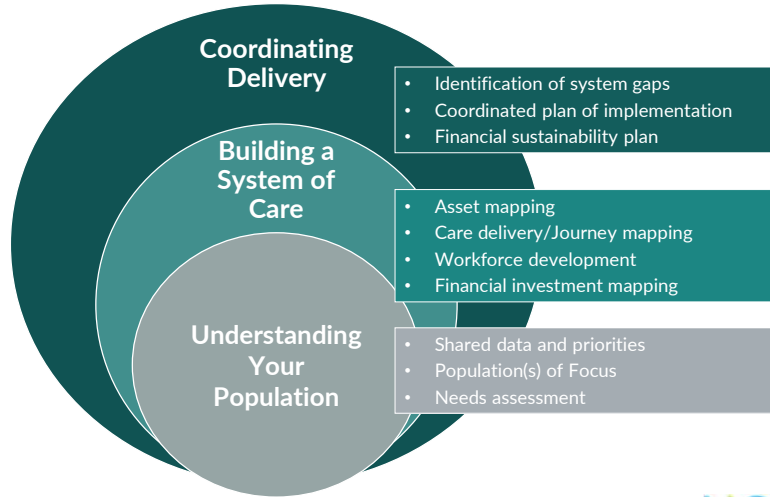 Coordinating
Delivery
• Identification of system gaps
• Coordinated plan of implementation
• Financial sustainability plan
Building a
System of
Care
• Asset mapping
• Care delivery/Journey mapping
• Workforce development
• Financial investment mapping
Understanding
Your
Population
• Shared data and priorities
• Population(s) of Focus
• Needs assessment